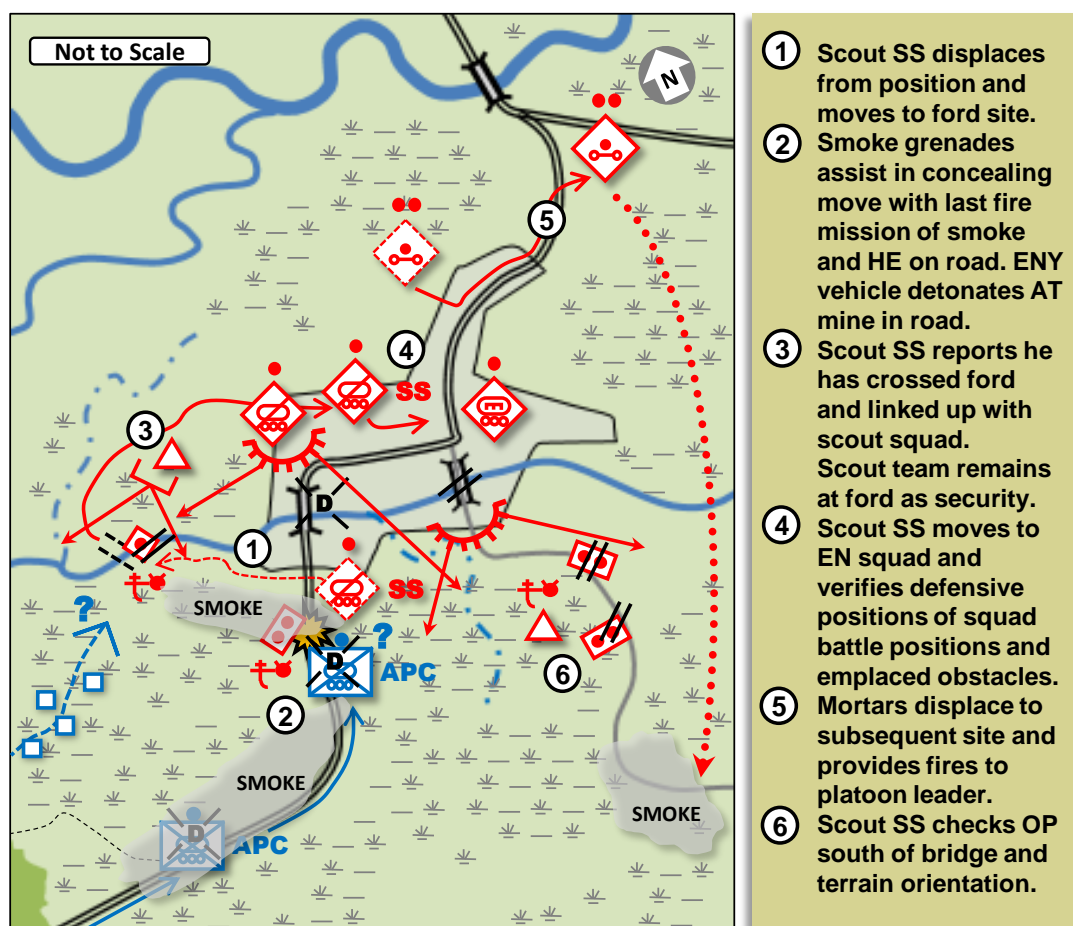 Not to Scale
N
5
4
SS
3
D
1
SMOKE
SS
?
?
D
APC
6
2
SMOKE
SMOKE
D
APC
1 Scout SS displaces
from position and
moves to ford site.
2 Smoke grenades
assist in concealing
move with last fire
mission of smoke
and HE on road. ENY
vehicle detonates AT
mine in road.
3 Scout SS reports he
has crossed ford
and linked up with
scout squad.
Scout team remains
at ford as security.
4 Scout SS moves to
EN squad and
verifies defensive
positions of squad
battle positions and
emplaced obstacles.
5 Mortars displace to
subsequent site and
provides fires to
platoon leader.
6 Scout SS checks OP
south of bridge and
terrain orientation.